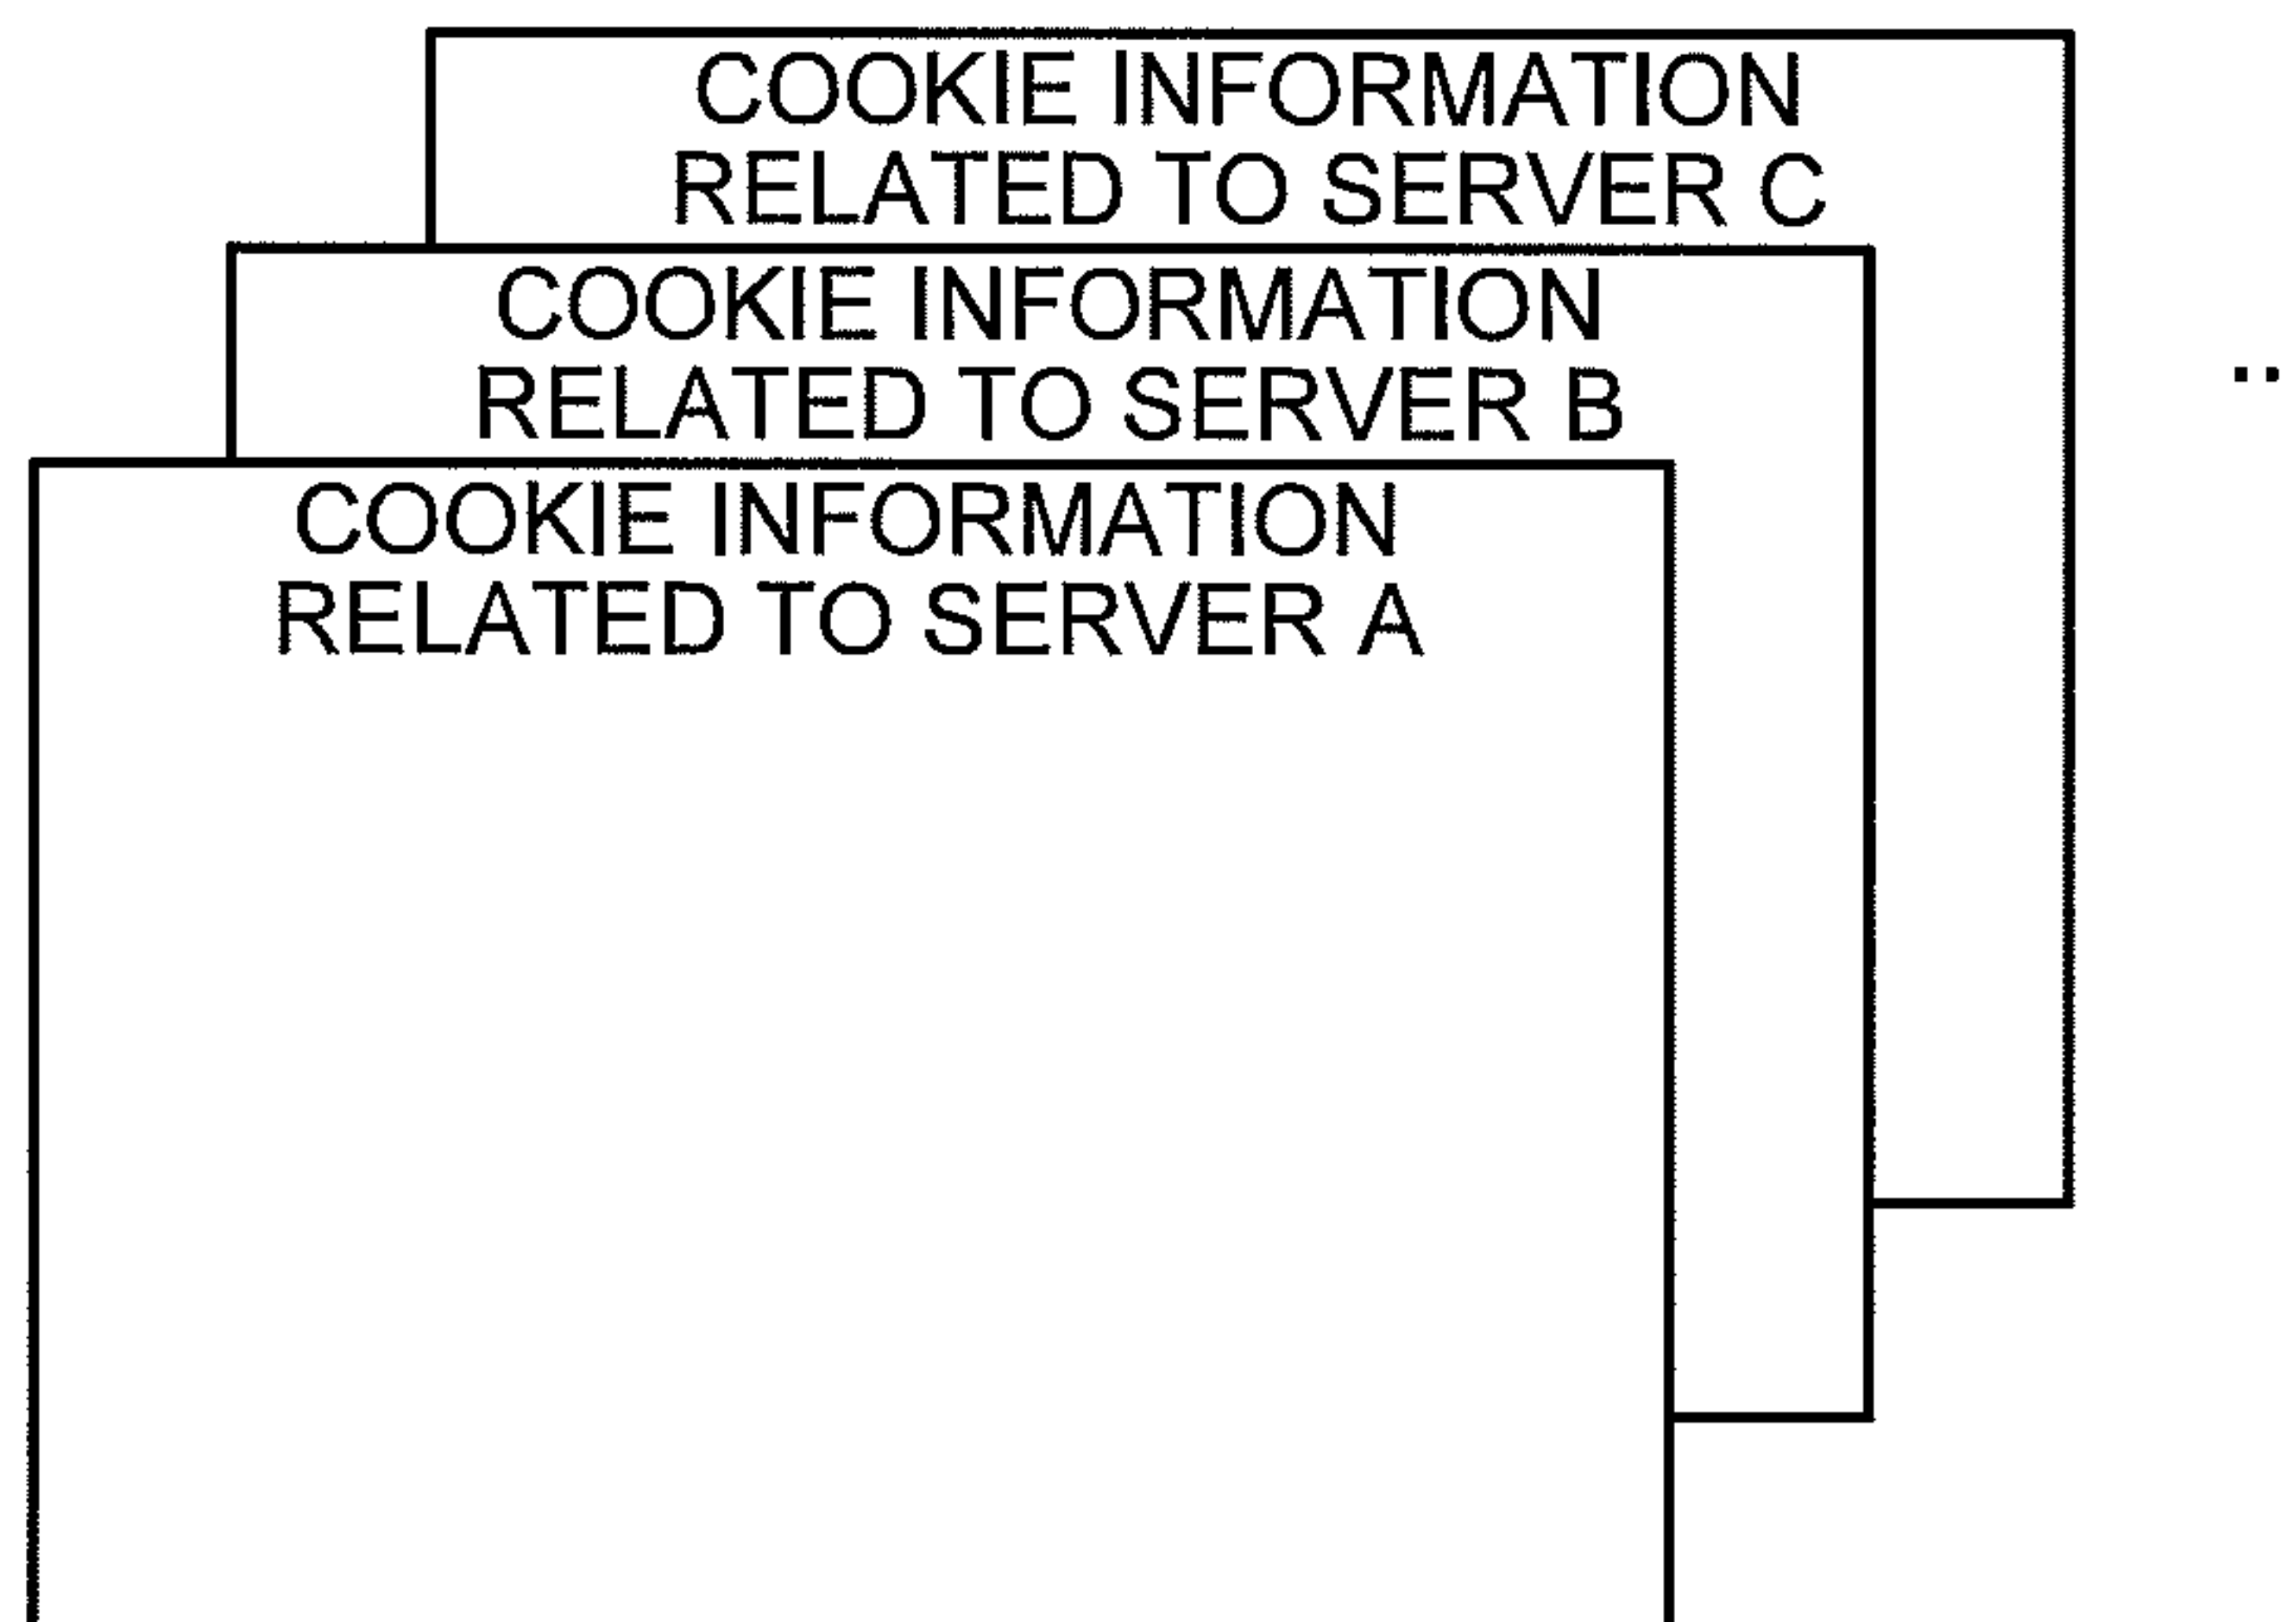 COOKIE INFORMATION
RELATED TO SERVER C
COOKIE INFORMATION
RELATED TO SERVER B
..
COOKIE INFORMATION
RELATED TO SERVER A